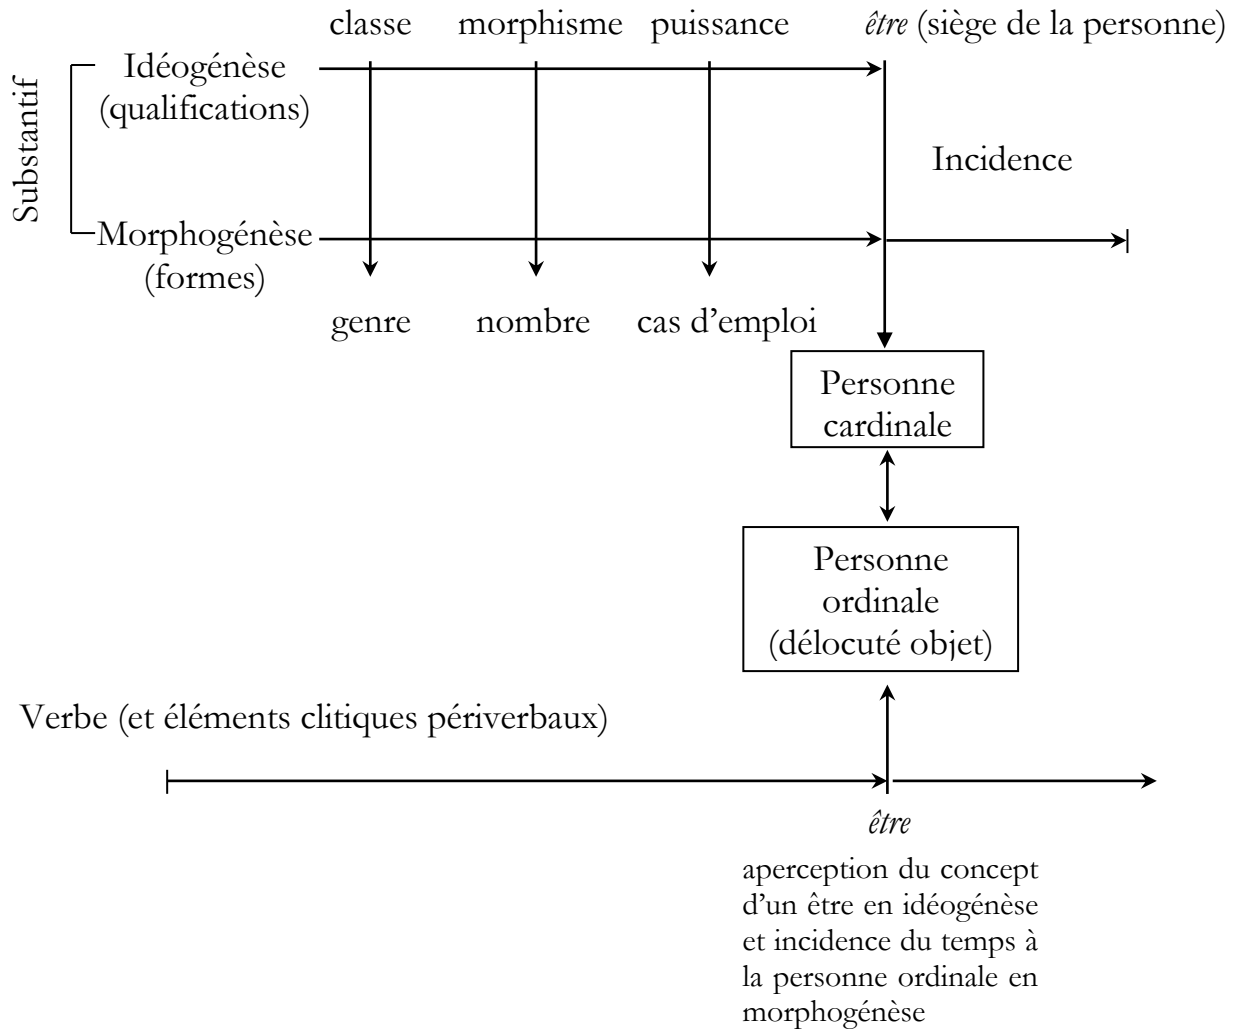 classe morphisme puissance être (siège de la personne)
Substantif
Idéogénèse
(qualifications)
Incidence
Morphogénèse
(formes)
genre nombre cas d’emploi
Personne
cardinale
Personne
ordinale
(délocuté objet)
Verbe (et éléments clitiques périverbaux)
être
aperception du concept
d'un être en idéogénèse
et incidence du temps à
la personne ordinale en
morphogénèse